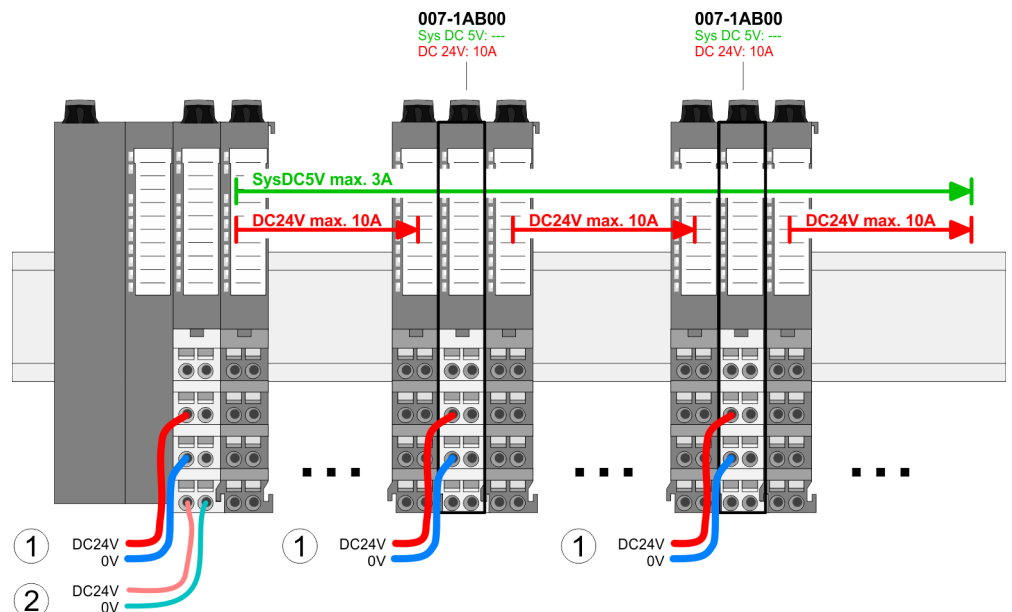 007-1AB00
Sys DC 5V: ---
DC 24V: 10A
007-1AB00
Sys DC 5V: ---
DC 24V: 10A
SysDC5V max. 3A
DC24V max. 10A
DC24V max. 10A
DC24V max. 10A
1
DC24V
0V
1
DC24V
0V
1
DC24V
0V
2
DC24V
0V